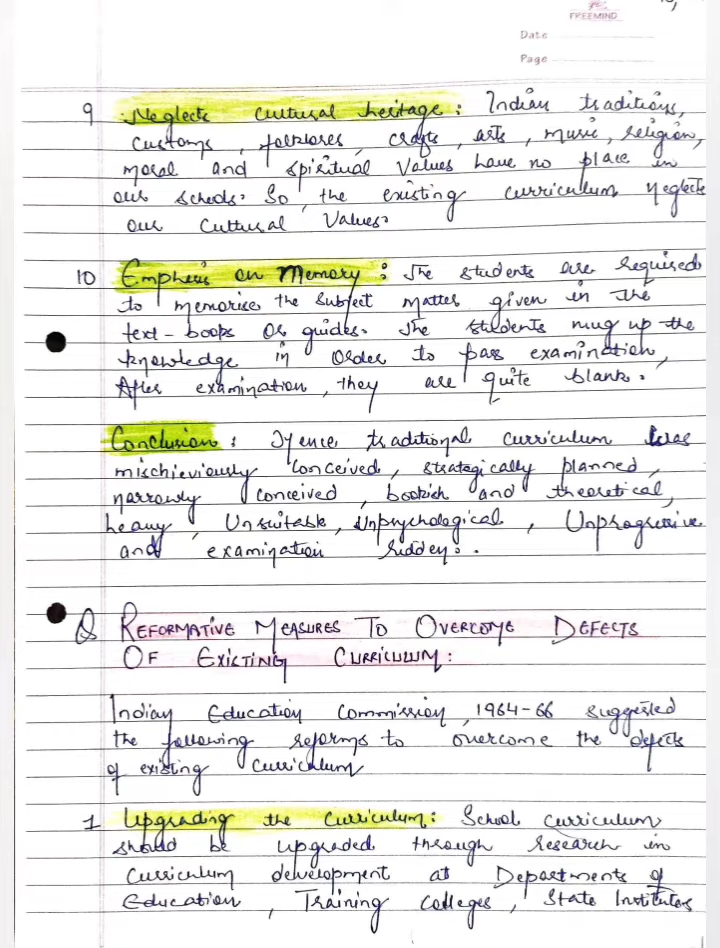 FREEMIND
Date
Page
9 Neglects cultural heritage: Indian traditions,
customs, folklores, crafts, arts, music, religion,
moral and spiritual values have no place in
our schools. So, the existing curriculum neglects
our cultural values.
10 Emphasis on Memory: The students are required
to memorise the subject matter given in the
text-books or guides. The students mug up the
knowledge in order to pass examination,
After examination, they are quite blank.
Conclusion: Hence traditional curriculum was
mischieviously conceived, strategically planned,
narrowly conceived, bookish and theoretical,
heavy, Unsuitable, Unpsychological, Unprogressive
and examination ridden.
Q REFORMATIVE MEASURES TO OVERCOME DEFECTS
OF EXISTING CURRICULUM:
Indian Education Commission, 1964-66 suggested
the following reforms to overcome the defects
of existing curriculum
1 Upgrading the Curriculum: School curriculum
should be upgraded through research in
curriculum development at Departments of
Education, Training colleges, State Institutes